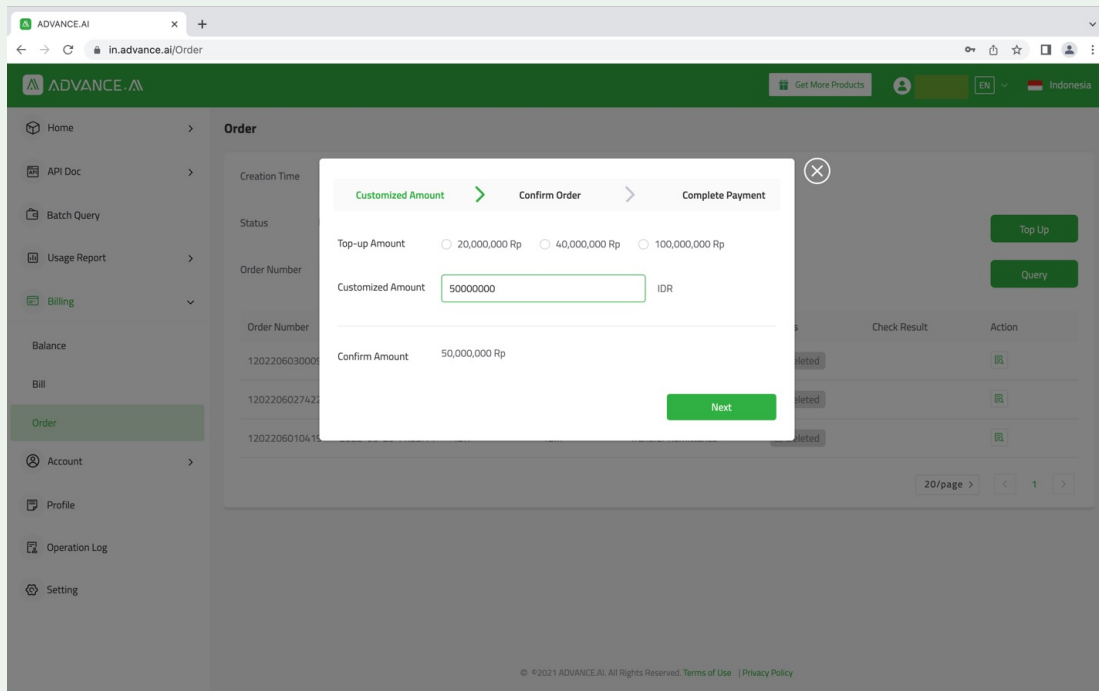 ADVANCE.AI
in.advance.ai/Order
ADVANCE.AI
Get More Products
EN
Indonesia
Home
Order
API Doc
Creation Time
Customized Amount
Confirm Order
Complete Payment
Batch Query
Status
Top Up
Top-up Amount
20,000,000 Rp
40,000,000 Rp
100,000,000 Rp
Usage Report
Order Number
Query
Customized Amount
50000000
IDR
Billing
Order Number
Check Result
Action
Balance
Confirm Amount
50,000,000 Rp
Bill
Next
Order
Account
20/page
1
Profile
Operation Log
Setting
© ©2021 ADVANCE.AI. All Rights Reserved. Terms of Use | Privacy Policy